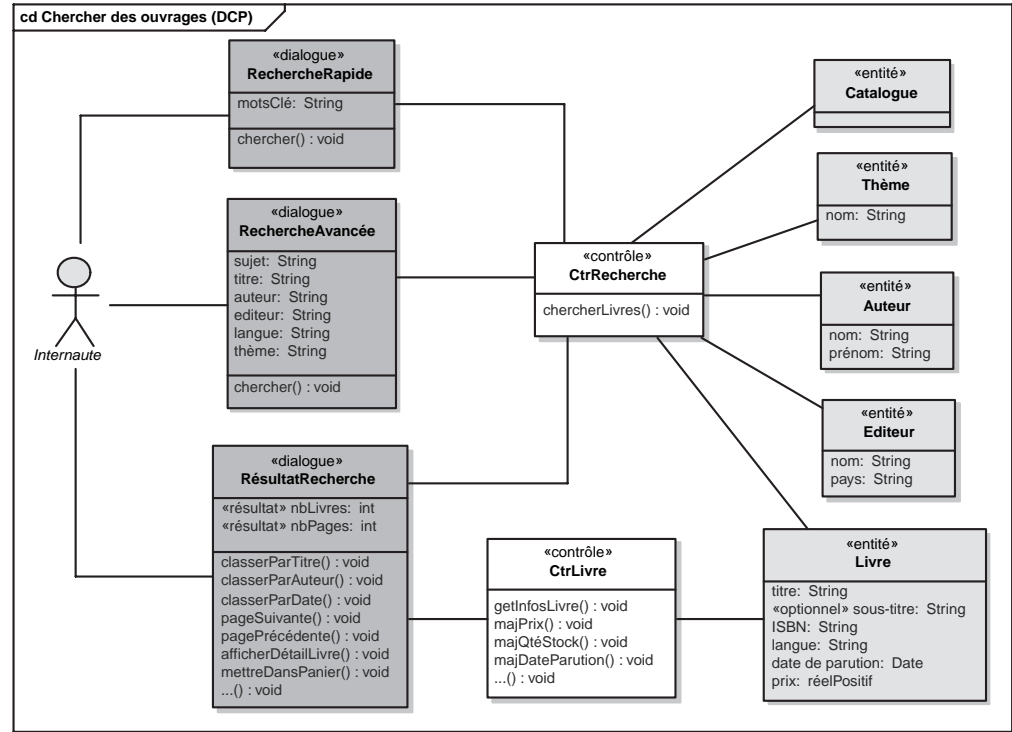 cd Chercher des ouvrages (DCP)
«dialogue»
RechercheRapide
motsClé: String
chercher() : void
«dialogue»
RechercheAvancée
sujet: String
titre: String
auteur: String
editeur: String
langue: String
thème: String
chercher() : void
Internaute
«dialogue»
RésultatRecherche
«résultat» nbLivres: int
«résultat» nbPages: int
classerParTitre() : void
classerParAuteur() : void
classerParDate() : void
pageSuivante() : void
pagePrécédente() : void
afficherDétailLivre() : void
mettreDansPanier() : void
...() : void
«contrôle»
CtrRecherche
chercherLivres() : void
«contrôle»
CtrLivre
getInfosLivre() : void
majPrix() : void
majQtéStock() : void
majDateParution() : void
...() : void
«entité»
Catalogue
«entité»
Thème
nom: String
«entité»
Auteur
nom: String
prénom: String
«entité»
Editeur
nom: String
pays: String
«entité»
Livre
titre: String
«optionnel» sous-titre: String
ISBN: String
langue: String
date de parution: Date
prix: réelPositif